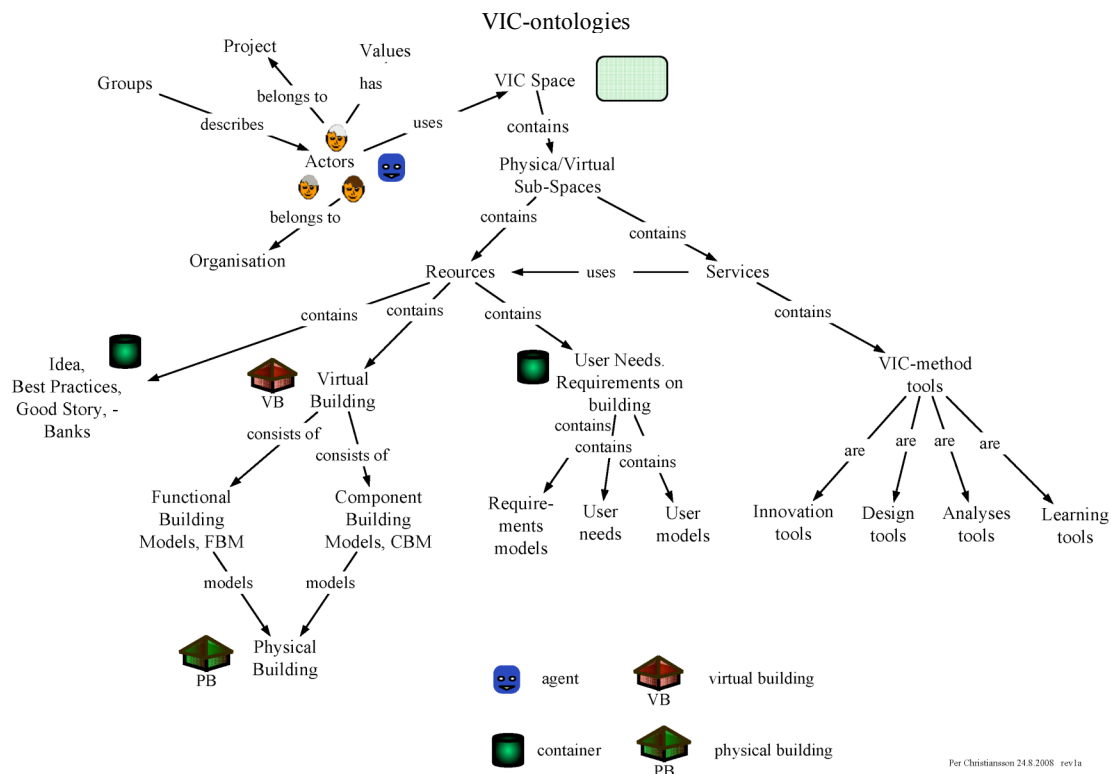 VIC-ontologies
Project
Values
Groups
belongs to
has
describes
uses
VIC Space
contains
Actors
Physica/Virtual
Sub-Spaces
belongs to
contains
contains
Organisation
Reources
uses
Services
contains
contains
contains
contains
Idea,
Best Practices,
Good Story, -
Banks
VB
Virtual
Building
User Needs.
Requirements on
building
VIC-method
tools
consists of
consists of
contains
contains
contains
are
are
are
are
Functional
Building
Models, FBM
Component
Building
Models, CBM
Require-
ments
models
User
needs
User
models
Innovation
tools
Design
tools
Analyses
tools
Learning
tools
models
models
PB
Physical
Building
agent
VB
virtual building
container
PB
physical building
Per Christiansson 24.8.2008 rev1a